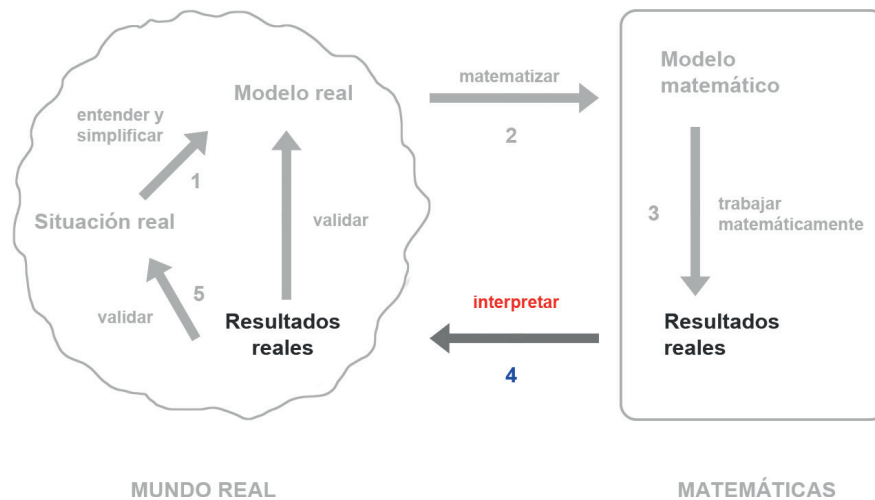 Modelo real
entender y
simplificar
1
Situación real
validar
5
validar
Resultados
reales
matematizar
2
interpretar
4
Modelo
matemático
3
trabajar
matemáticamente
Resultados
reales
MUNDO REAL
MATEMÁTICAS